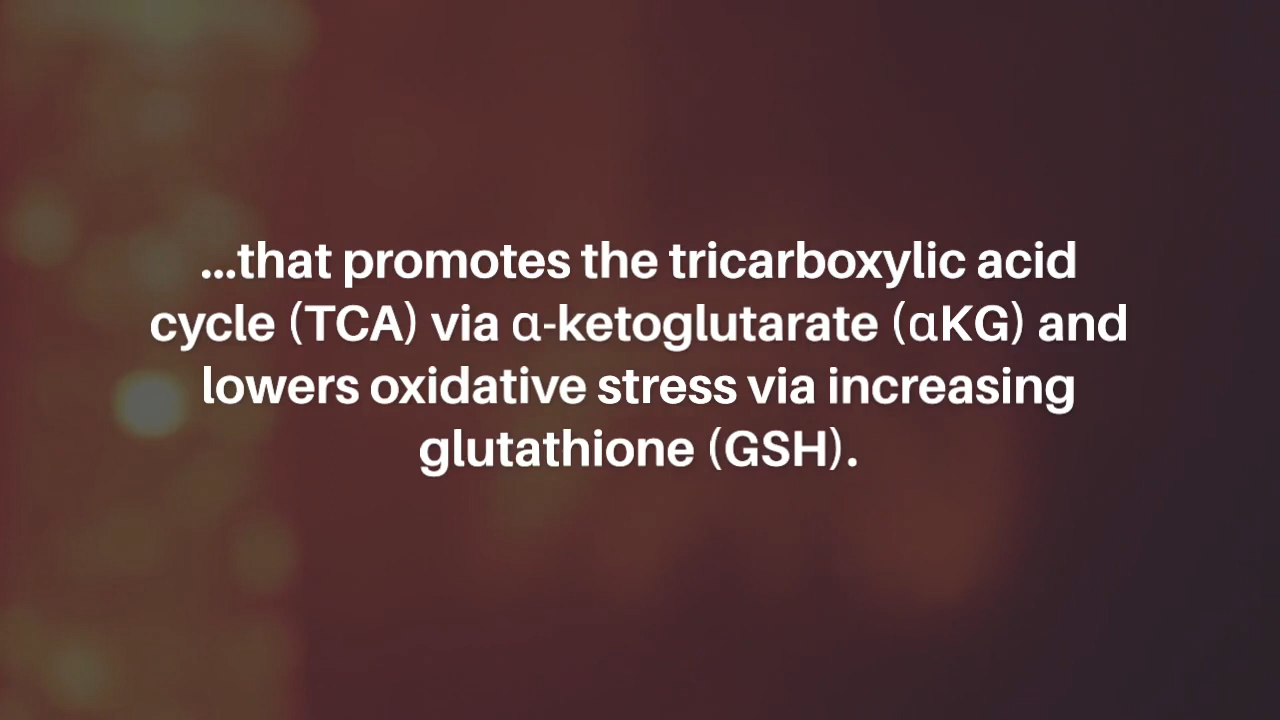 ...that promotes the tricarboxylic acid
cycle (TCA) via α-ketoglutarate (αKG) and
lowers oxidative stress via increasing
glutathione (GSH).